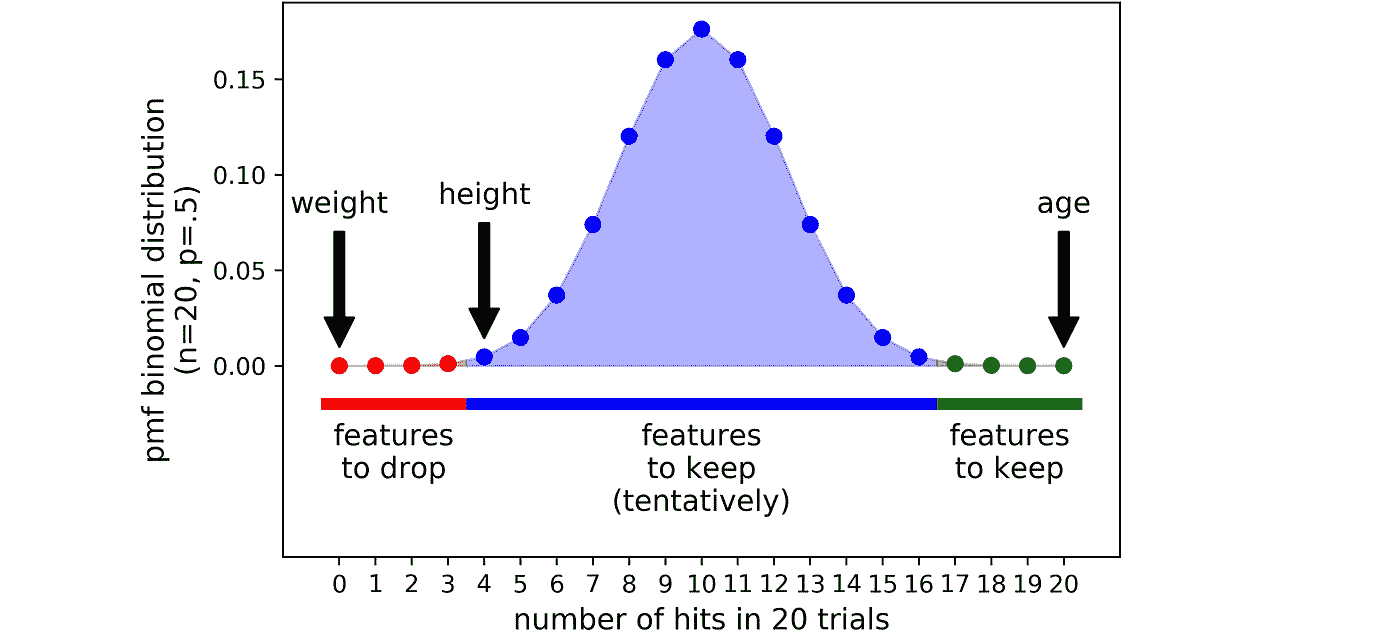 pmf binomial distribution
(n=20, p=.5)
0.15
0.10
0.05
0.00
weight
height
age
features
to drop
features
to keep
(tentatively)
features
to keep
0 1 2 3 4 5 6 7 8 9 10 11 12 13 14 15 16 17 18 19 20
number of hits in 20 trials